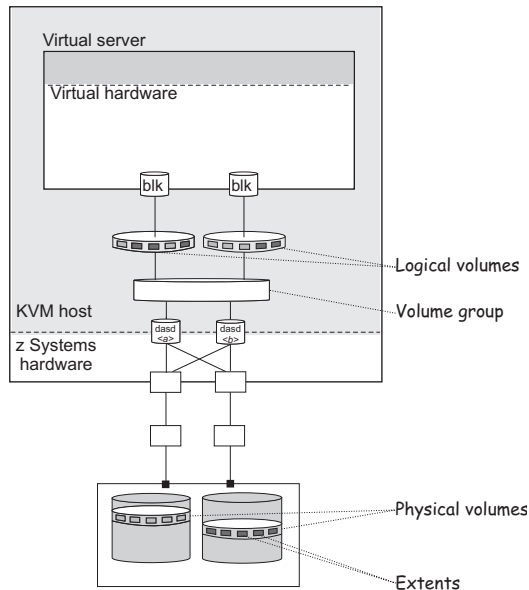 Virtual server
Virtual hardware
blk
blk
Logical volumes
Volume group
KVM host
dasd
<a>
dasd
<b>
z Systems
hardware
Physical volumes
Extents